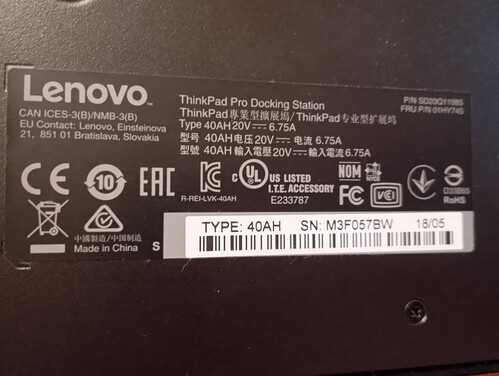 Lenovo
CAN ICES-3(B)/NMB-3(B)
EU Contact: Lenovo, Einsteinova
21, 851 01 Bratislava, Slovakia
ThinkPad Pro Docking Station
ThinkPad專業型擴展塢/ThinkPad专业型扩展坞
Type 40AH 20V 6.75A
型号 40AH 电压 20V 电流 6.75A
型號 40AH 輸入電壓 20V 輸入電流 6.75A
P/N SD20Q11985
FRU P/N 01HY745
10
EAC
R-REI-LVK-40AH
C UL US LISTED
I.T.E. ACCESSORY
E233787
NOM
FC
VCI
D33B65
RoHS
CE
中國製造/中国制造
Made in China
S
TYPE: 40AH SN: M3F057BW 18/05